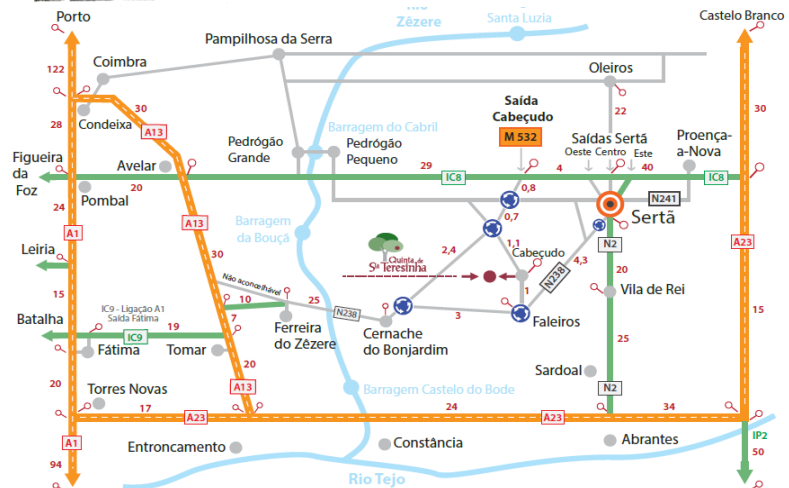 Porto
Rio
Zêzere
Santa Luzia
Castelo Branco
Pampilhosa da Serra
122
Coimbra
Oleiros
30
A13
28
Condeixa
Saída
Cabeçudo
M 532
22
30
Barragem do Cabril
Saídas Sertã
Oeste Centro Este
Proença-
a-Nova
Pedrógão
Grande
Pedrógão
Pequeno
Avelar
Figueira
da
Foz
20
29
IC8
4
40
IC8
0,8
Pombal
N241
24
A13
0,7
Sertã
A1
Barragem
da Bouçã
1,1
N2
A23
Leiria
2,4
Cabeçudo
4,3
30
Quinta de
Sta Teresinha
N238
20
Não aconcelhável
1
Vila de Rei
15
10
25
IC9 - Ligação A1
Saída Fátima
N238
15
Batalha
19
7
3
Faleiros
IC9
Ferreira
do Zêzere
Cernache
do Bonjardim
25
Fátima
Tomar
20
Sardoal
20
A13
Barragem Castelo do Bode
N2
Torres Novas
17
A23
24
A23
34
A1
Entroncamento
Constância
Abrantes
IP2
50
94
Rio Tejo